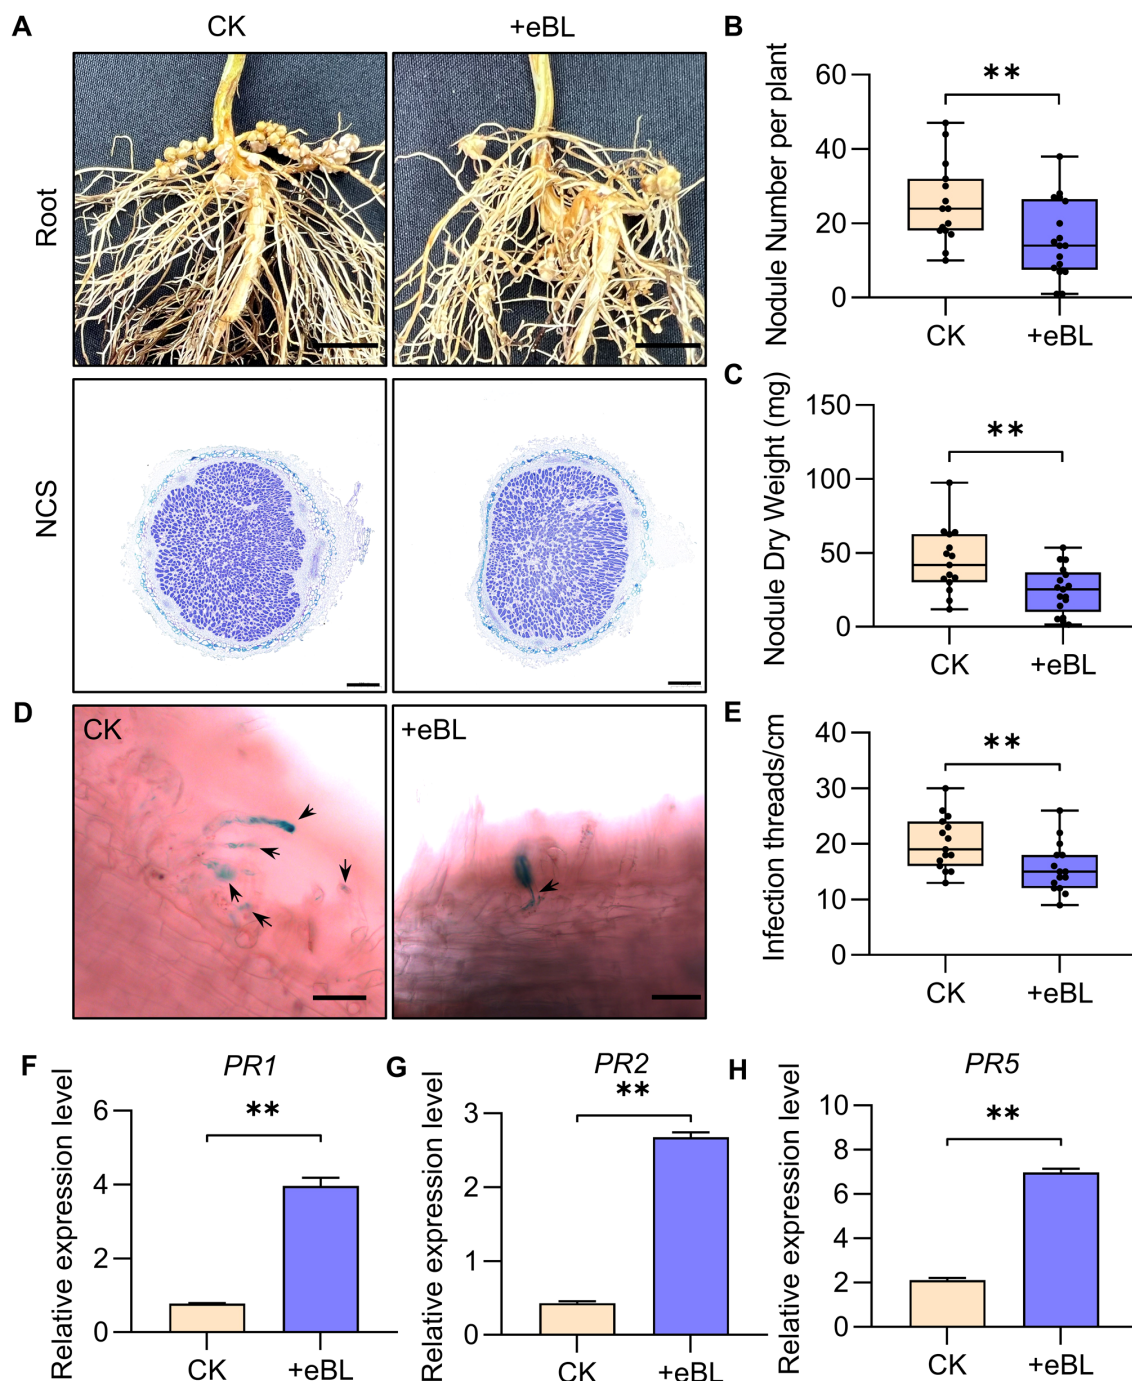 A
CK
+eBL
Root
NCS
B
Nodule Number per plant
60
40
20
0
**
CK
+eBL
C
Nodule Dry Weight (mg)
150
100
50
0
**
CK
+eBL
D
CK
+eBL
E
Infection threads/cm
40
30
20
10
0
**
CK
+eBL
F
PR1
Relative expression level
6
4
2
0
**
CK
+eBL
G
PR2
Relative expression level
3
2
1
0
**
CK
+eBL
H
PR5
Relative expression level
10
8
6
4
2
0
**
CK
+eBL